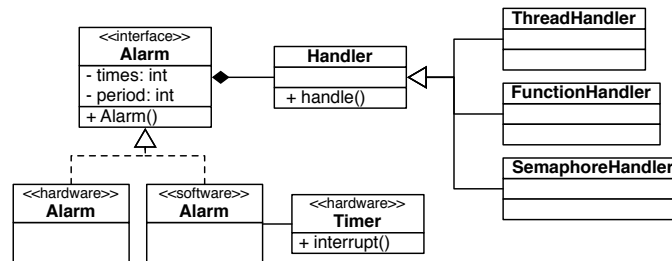 <<interface>>
Alarm
- times: int
- period: int
+ Alarm()
Handler
+ handle()
ThreadHandler
FunctionHandler
SemaphoreHandler
<<hardware>>
Alarm
<<software>>
Alarm
<<hardware>>
Timer
+ interrupt()